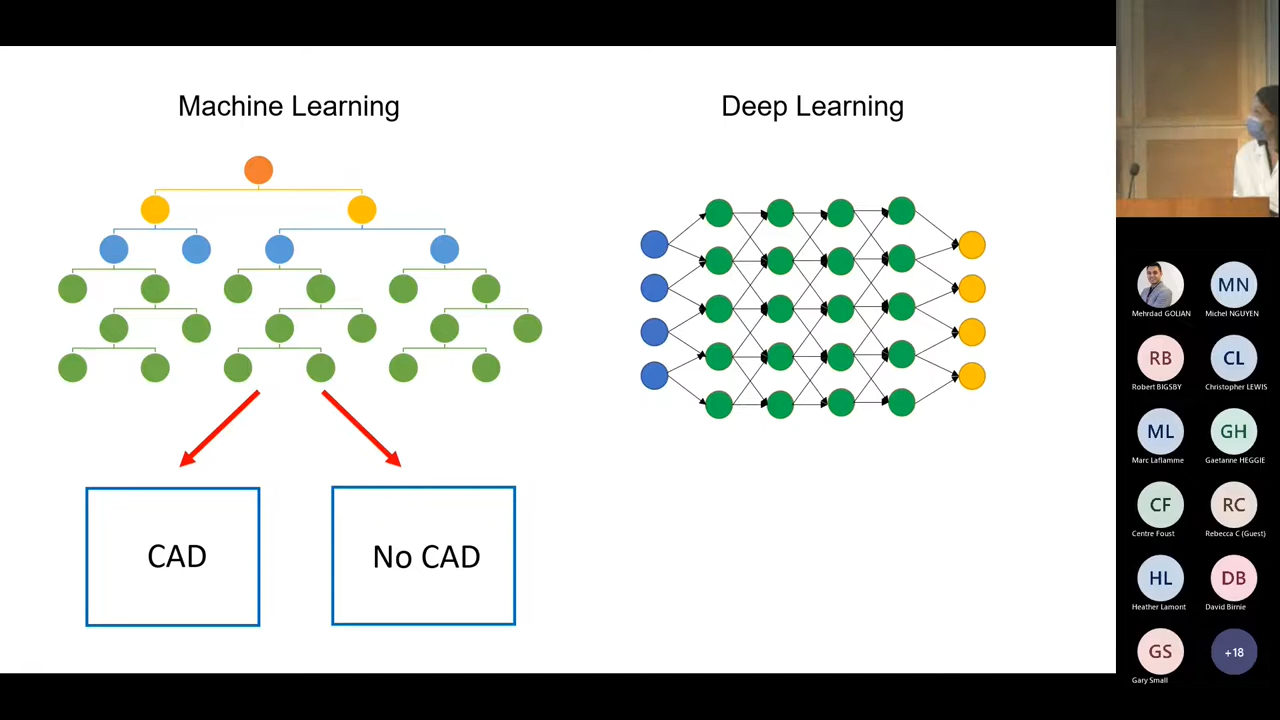 Machine Learning
Deep Learning
CAD
No CAD
Mehrdad GOLIAN
MN
Michel NGUYEN
RB
Robert BIGSBY
CL
Christopher LEWIS
ML
Marc Laflamme
GH
Gaetanne HEGGIE
CF
Centre Foust
RC
Rebecca C (Guest)
HL
Heather Lamont
DB
David Birnie
GS
Gary Small
+18